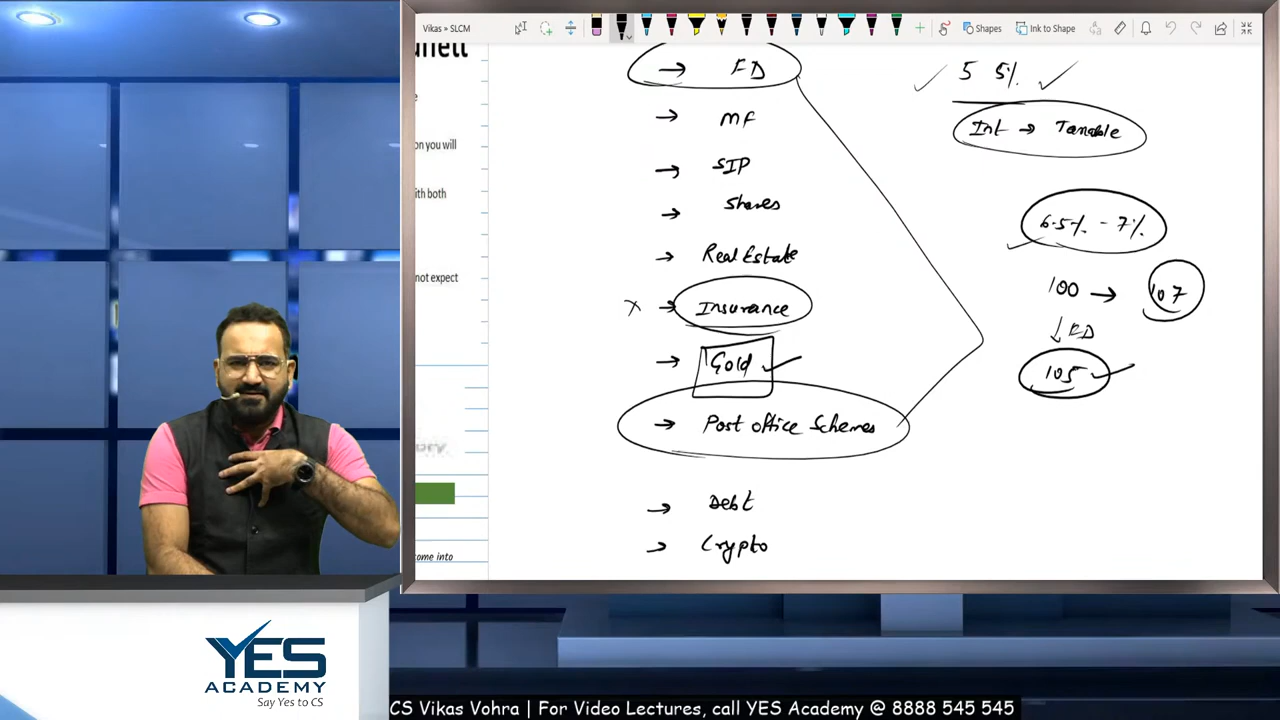 Vikas » SLCM
Shapes
Ink to Shape
→ FD
5 5%
→ MF
Int → Taxable
on you will
→ SIP
ith both
→ Shares
6.5% - 7%
→ Real Estate
not expect
100 → 107
X → Insurance
↓ FD
→ Gold
105
→ Post office Schemes
→ Debt
→ Crypto
come into
YES
ACADEMY
Say Yes to CS
CS Vikas Vohra | For Video Lectures, call YES Academy @ 8888 545 545